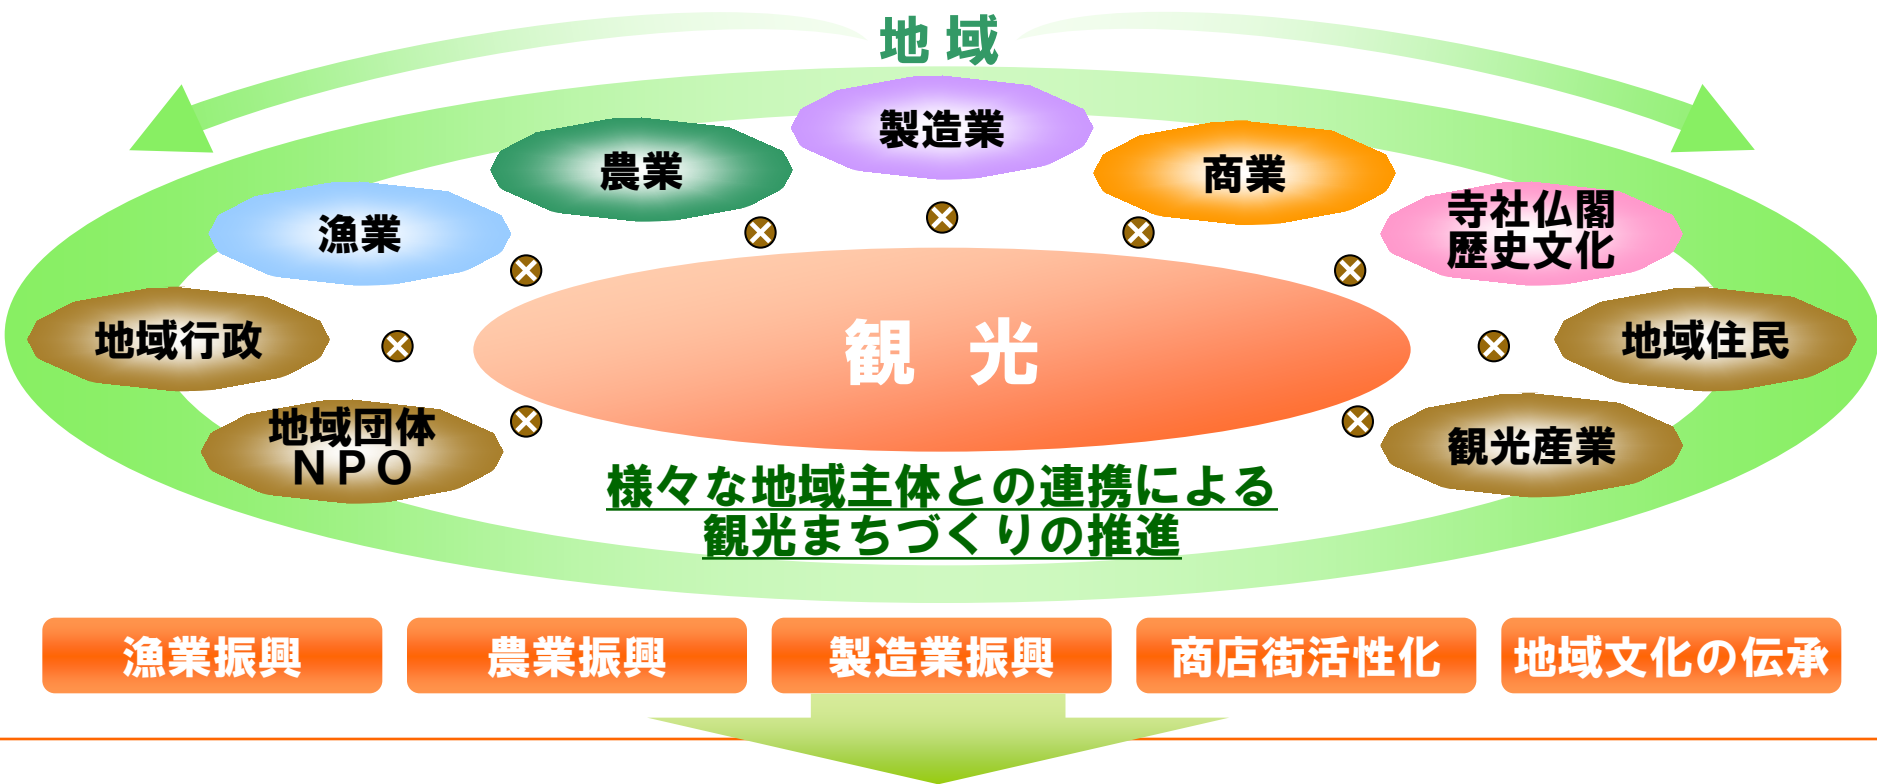 地域
製造業
農業
商業
漁業
寺社仏閣
歴史文化
地域行政
観光
地域住民
地域団体
NPO
観光産業
様々な地域主体との連携による
観光まちづくりの推進
漁業振興
農業振興
製造業振興
商店街活性化
地域文化の伝承